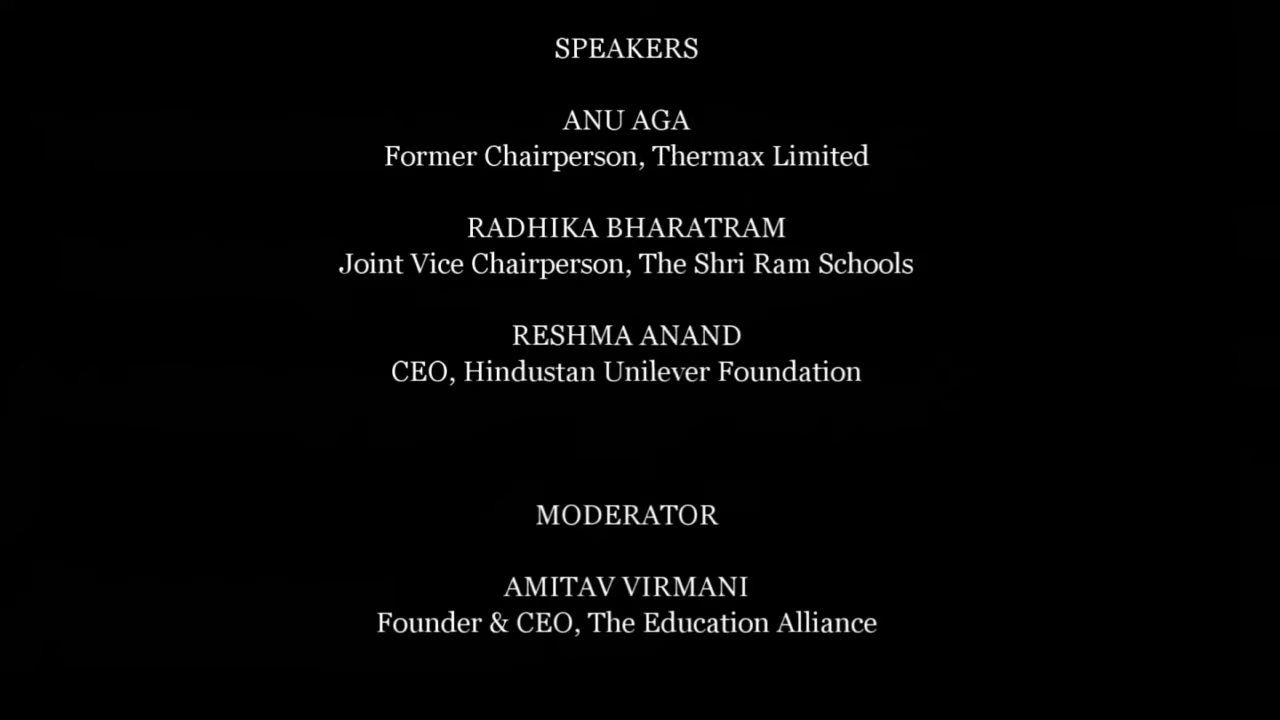 SPEAKERS
ANU AGA
Former Chairperson, Thermax Limited
RADHIKA BHARATRAM
Joint Vice Chairperson, The Shri Ram Schools
RESHMA ANAND
CEO, Hindustan Unilever Foundation
MODERATOR
AMITAV VIRMANI
Founder & CEO, The Education Alliance